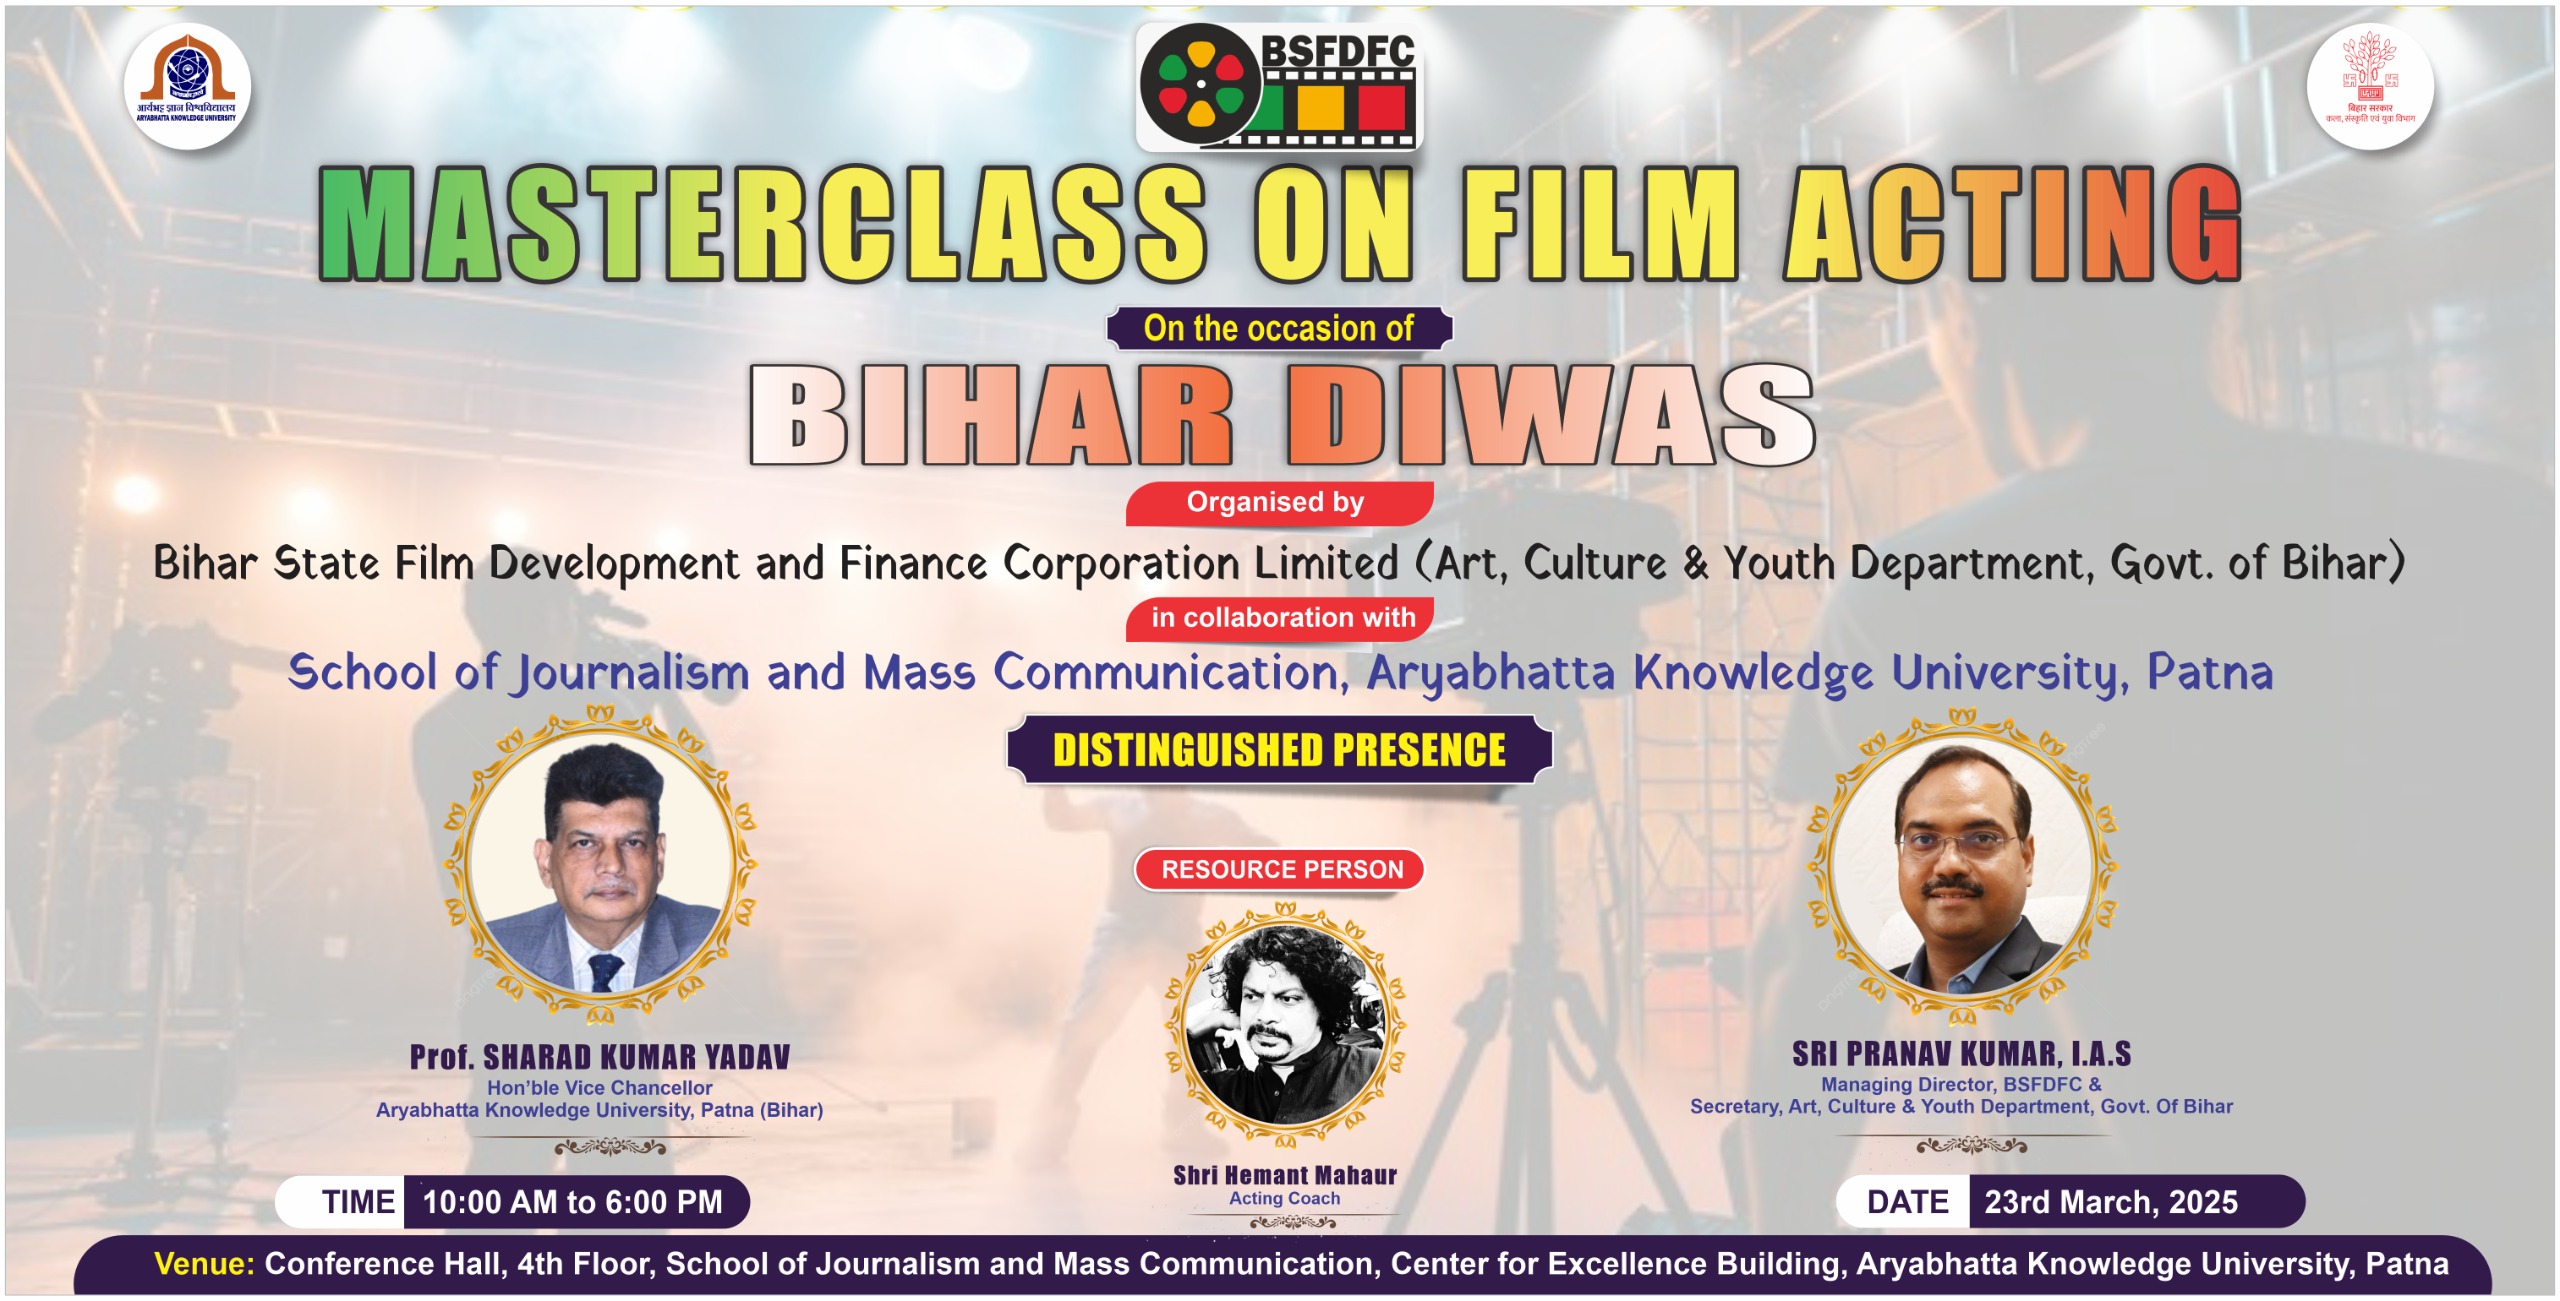 आर्यभट्ट ज्ञान विश्वविद्यालय
ARYABHATTA KNOWLEDGE UNIVERSITY
BSFDFC
बिहार सरकार
कला, संस्कृति एवं युवा विभाग
MASTERCLASS ON FILM ACTING
On the occasion of
BIHAR DIWAS
Organised by
Bihar State Film Development and Finance Corporation Limited (Art, Culture & Youth Department, Govt. of Bihar)
in collaboration with
School of Journalism and Mass Communication, Aryabhatta Knowledge University, Patna
DISTINGUISHED PRESENCE
Prof. SHARAD KUMAR YADAV
Hon'ble Vice Chancellor
Aryabhatta Knowledge University, Patna (Bihar)
RESOURCE PERSON
Shri Hemant Mahaur
Acting Coach
SRI PRANAV KUMAR, I.A.S
Managing Director, BSFDFC &
Secretary, Art, Culture & Youth Department, Govt. Of Bihar
TIME 10:00 AM to 6:00 PM
DATE 23rd March, 2025
Venue: Conference Hall, 4th Floor, School of Journalism and Mass Communication, Center for Excellence Building, Aryabhatta Knowledge University, Patna